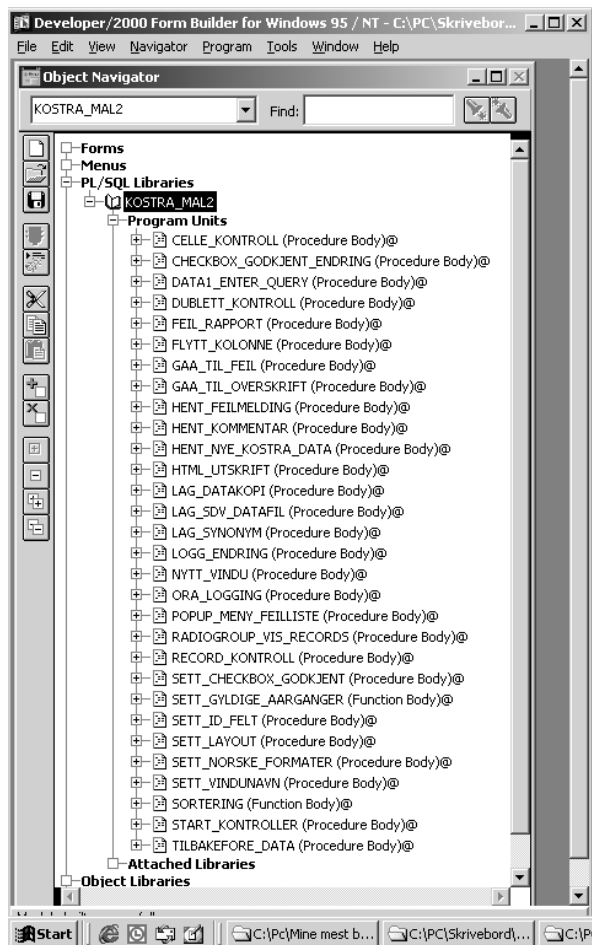 Developer/2000 Form Builder for Windows 95 / NT - C:\PC\Skrivebor...
File Edit View Navigator Program Tools Window Help
Object Navigator
KOSTRA_MAL2 Find:
Forms
Menus
PL/SQL Libraries
KOSTRA_MAL2
Program Units
CELLE_KONTROLL (Procedure Body)@
CHECKBOX_GODKJENT_ENDRING (Procedure Body)@
DATA1_ENTER_QUERY (Procedure Body)@
DUBLETT_KONTROLL (Procedure Body)@
FEIL_RAPPORT (Procedure Body)@
FLYTT_KOLONNE (Procedure Body)@
GAA_TIL_FEIL (Procedure Body)@
GAA_TIL_OVERSKRIFT (Procedure Body)@
HENT_FEILMELDING (Procedure Body)@
HENT_KOMMENTAR (Procedure Body)@
HENT_NYE_KOSTRA_DATA (Procedure Body)@
HTML_UTSKRIFT (Procedure Body)@
LAG_DATAKOPI (Procedure Body)@
LAG_SDV_DATAFIL (Procedure Body)@
LAG_SYNONYM (Procedure Body)@
LOGG_ENDRING (Procedure Body)@
NYTT_VINDU (Procedure Body)@
ORA_LOGGING (Procedure Body)@
POPUP_MENY_FEILLISTE (Procedure Body)@
RADIOGROUP_VIS_RECORDS (Procedure Body)@
RECORD_KONTROLL (Procedure Body)@
SETT_CHECKBOX_GODKJENT (Procedure Body)@
SETT_GYLDIGE_AARGANGER (Function Body)@
SETT_ID_FELT (Procedure Body)@
SETT_LAYOUT (Procedure Body)@
SETT_NORSKE_FORMATER (Procedure Body)@
SETT_VINDUNAVN (Procedure Body)@
SORTERING (Function Body)@
START_KONTROLLER (Procedure Body)@
TILBAKEFORE_DATA (Procedure Body)@
Attached Libraries
Object Libraries
Start C:\Pc\Mine mest b... C:\PC\Skrivebord\... C:\P